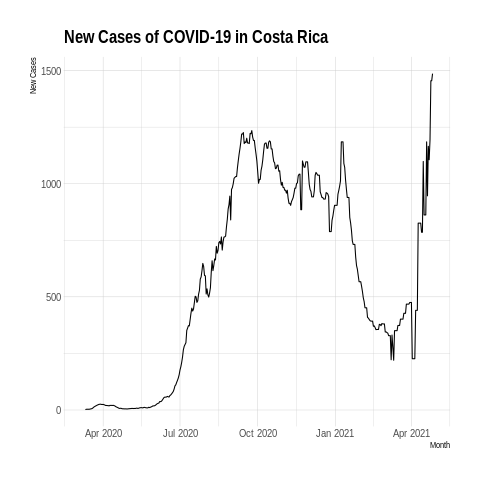 New Cases of COVID-19 in Costa Rica
New Cases
1500
1000
500
0
Apr 2020 Jul 2020 Oct 2020 Jan 2021 Apr 2021
Month